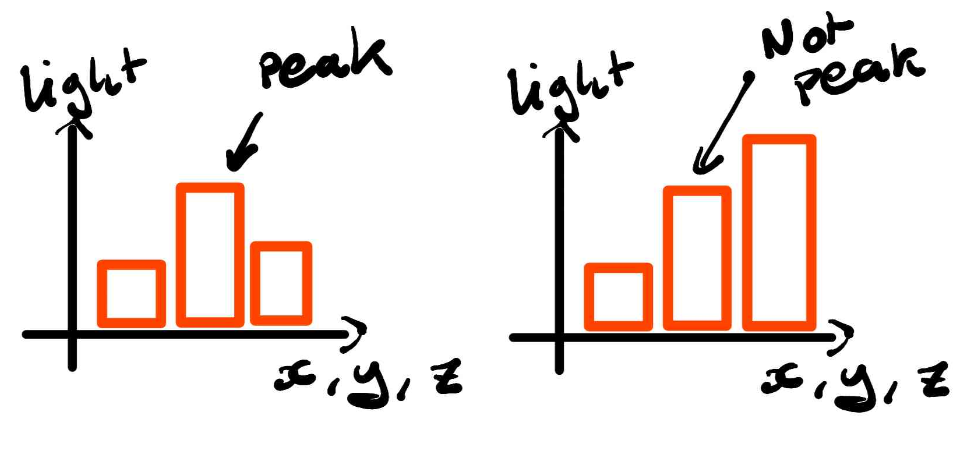 light
peak
x, y, z
light
Not
peak
x, y, z